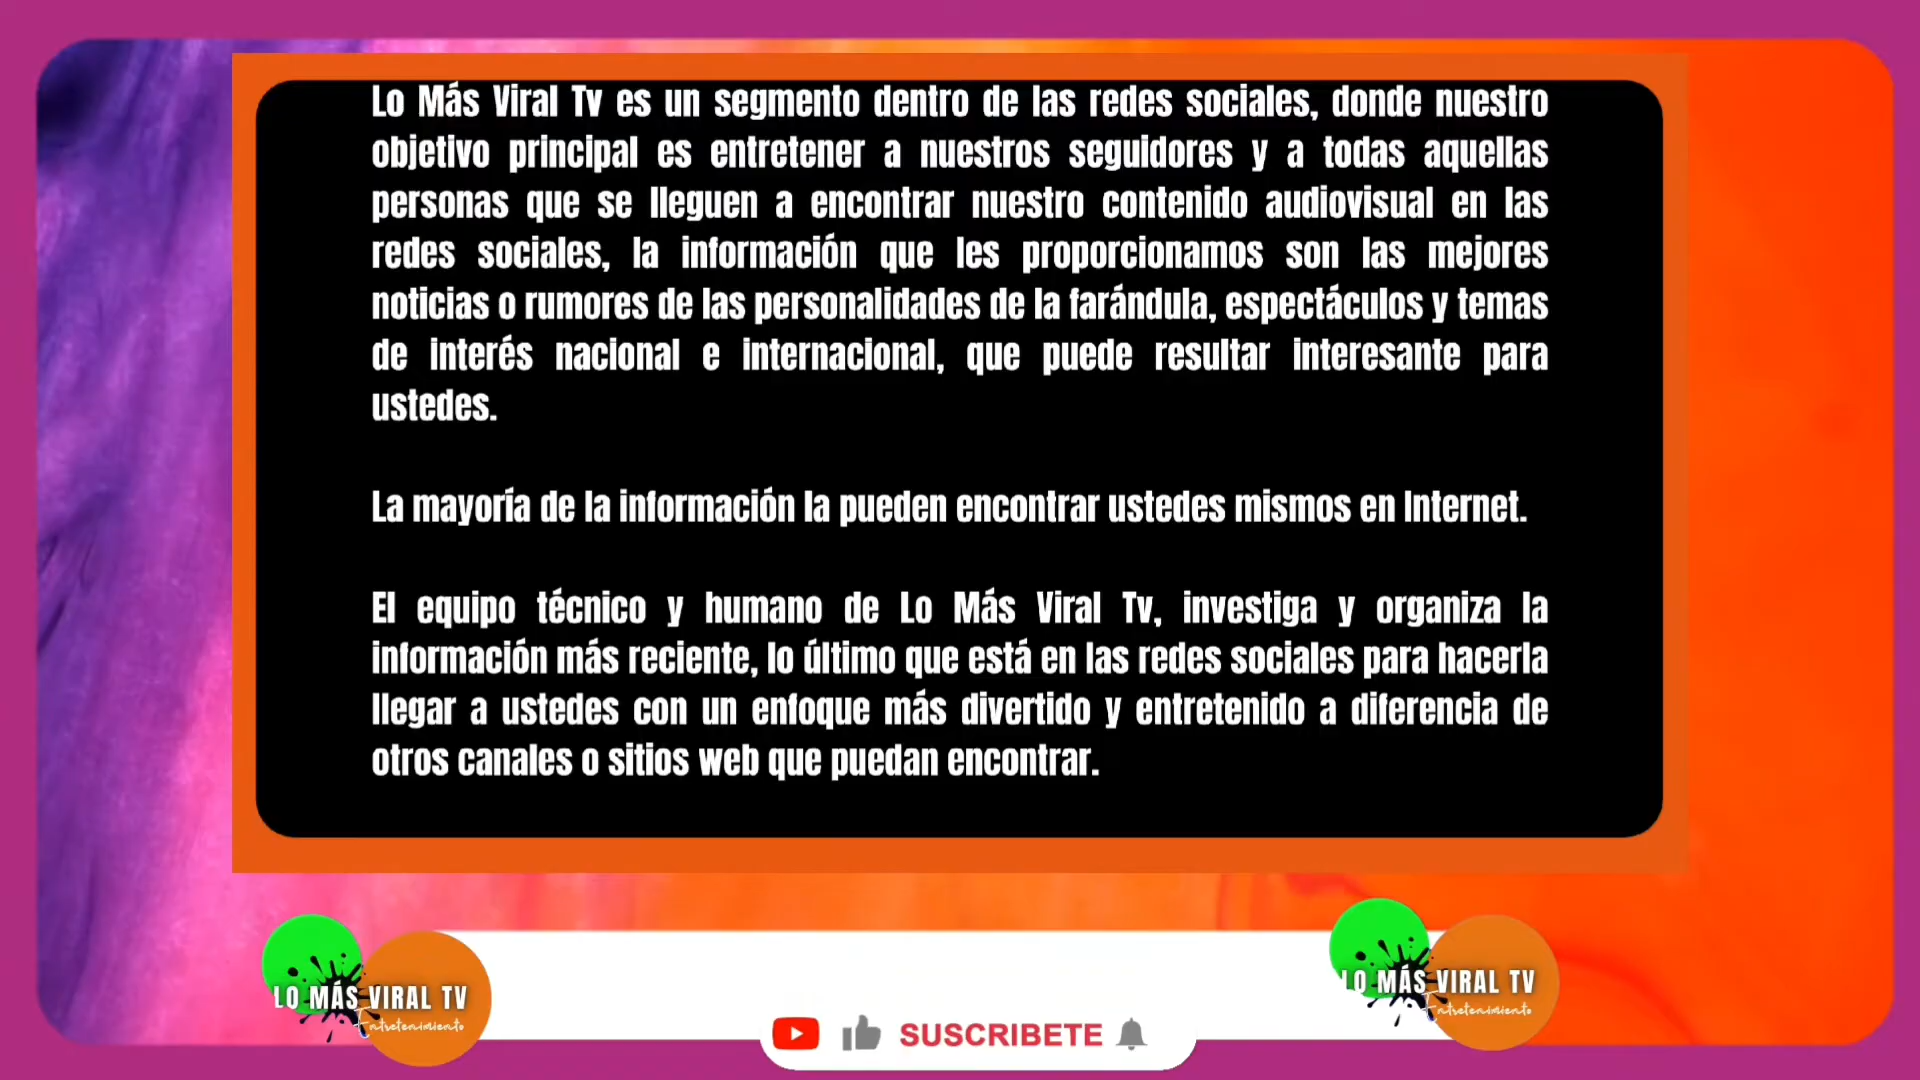 Lo Más Viral Tv es un segmento dentro de las redes sociales, donde nuestro
objetivo principal es entretener a nuestros seguidores y a todas aquellas
personas que se lleguen a encontrar nuestro contenido audiovisual en las
redes sociales, la información que les proporcionamos son las mejores
noticias o rumores de las personalidades de la farándula, espectáculos y temas
de interés nacional e internacional, que puede resultar interesante para
ustedes.
La mayoría de la información la pueden encontrar ustedes mismos en Internet.
El equipo técnico y humano de Lo Más Viral Tv, investiga y organiza la
información más reciente, lo último que está en las redes sociales para hacerla
llegar a ustedes con un enfoque más divertido y entretenido a diferencia de
otros canales o sitios web que puedan encontrar.
LO MÁS VIRAL TV
Entretenimiento
LO MÁS VIRAL TV
Entretenimiento
SUSCRIBETE